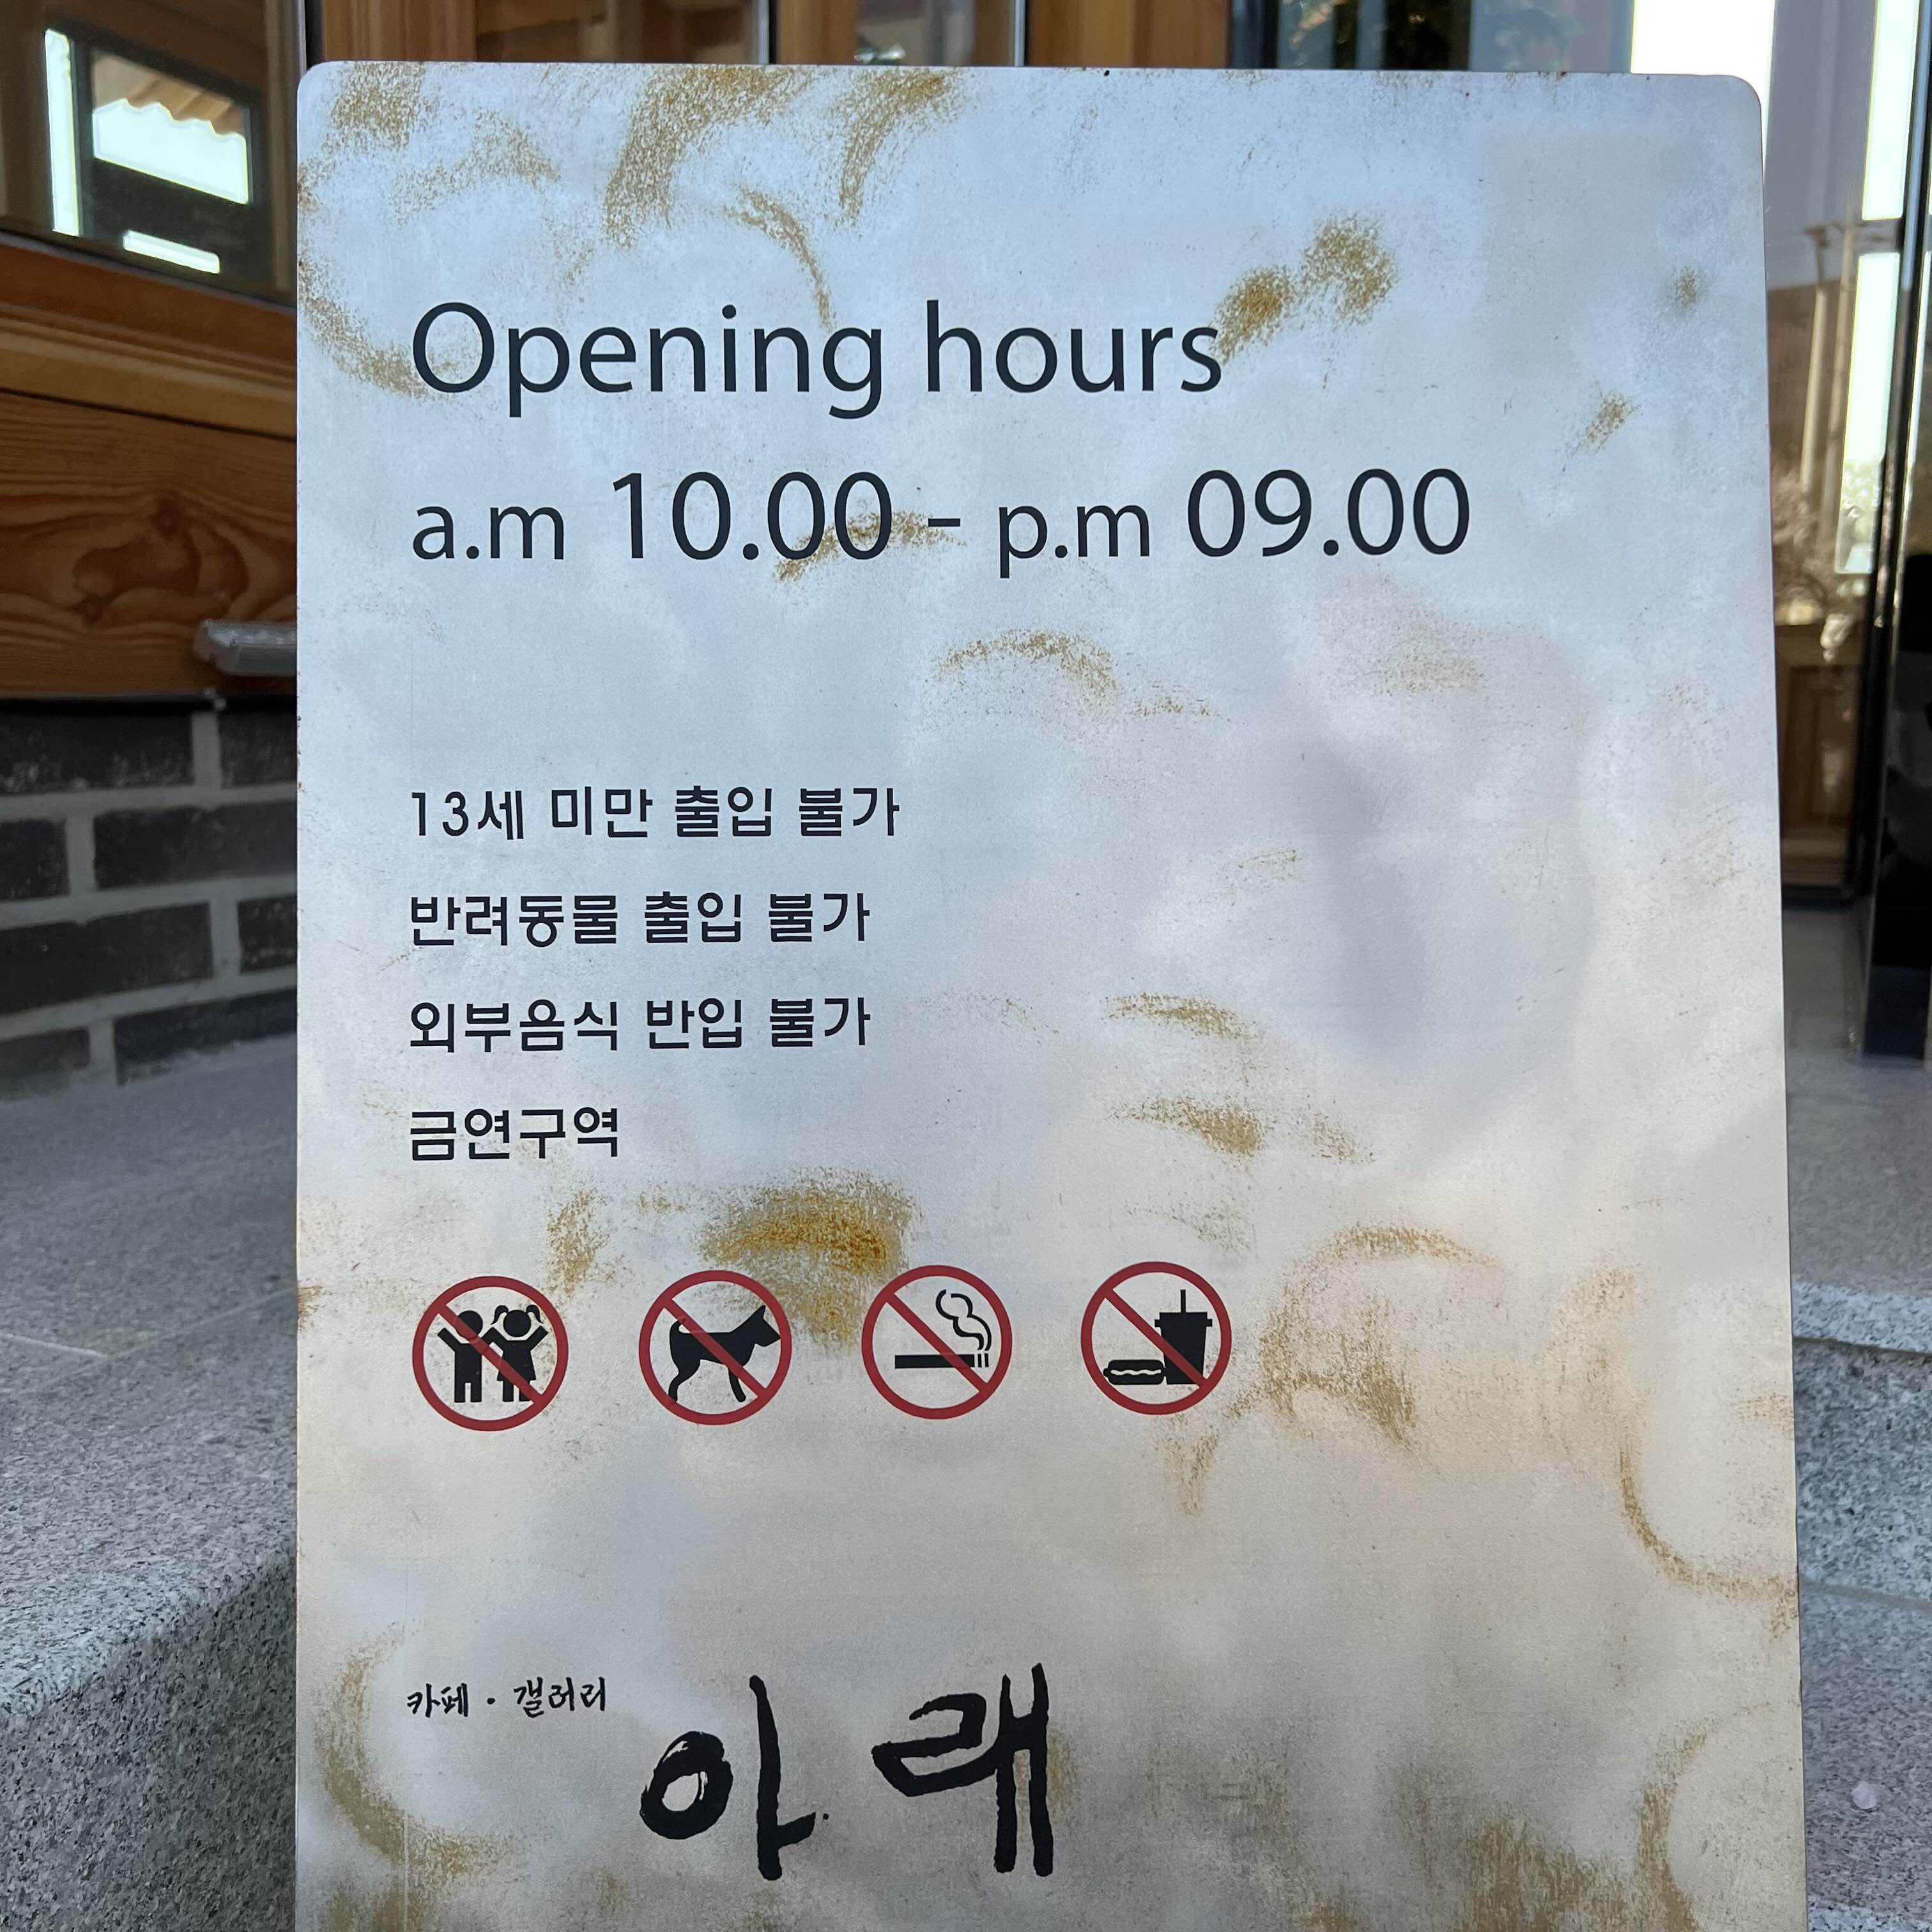 Opening hours
a.m 10.00 - p.m 09.00
13세 미만 출입 불가
반려동물 출입 불가
외부음식 반입 불가
금연구역
카페 · 갤러리
아래